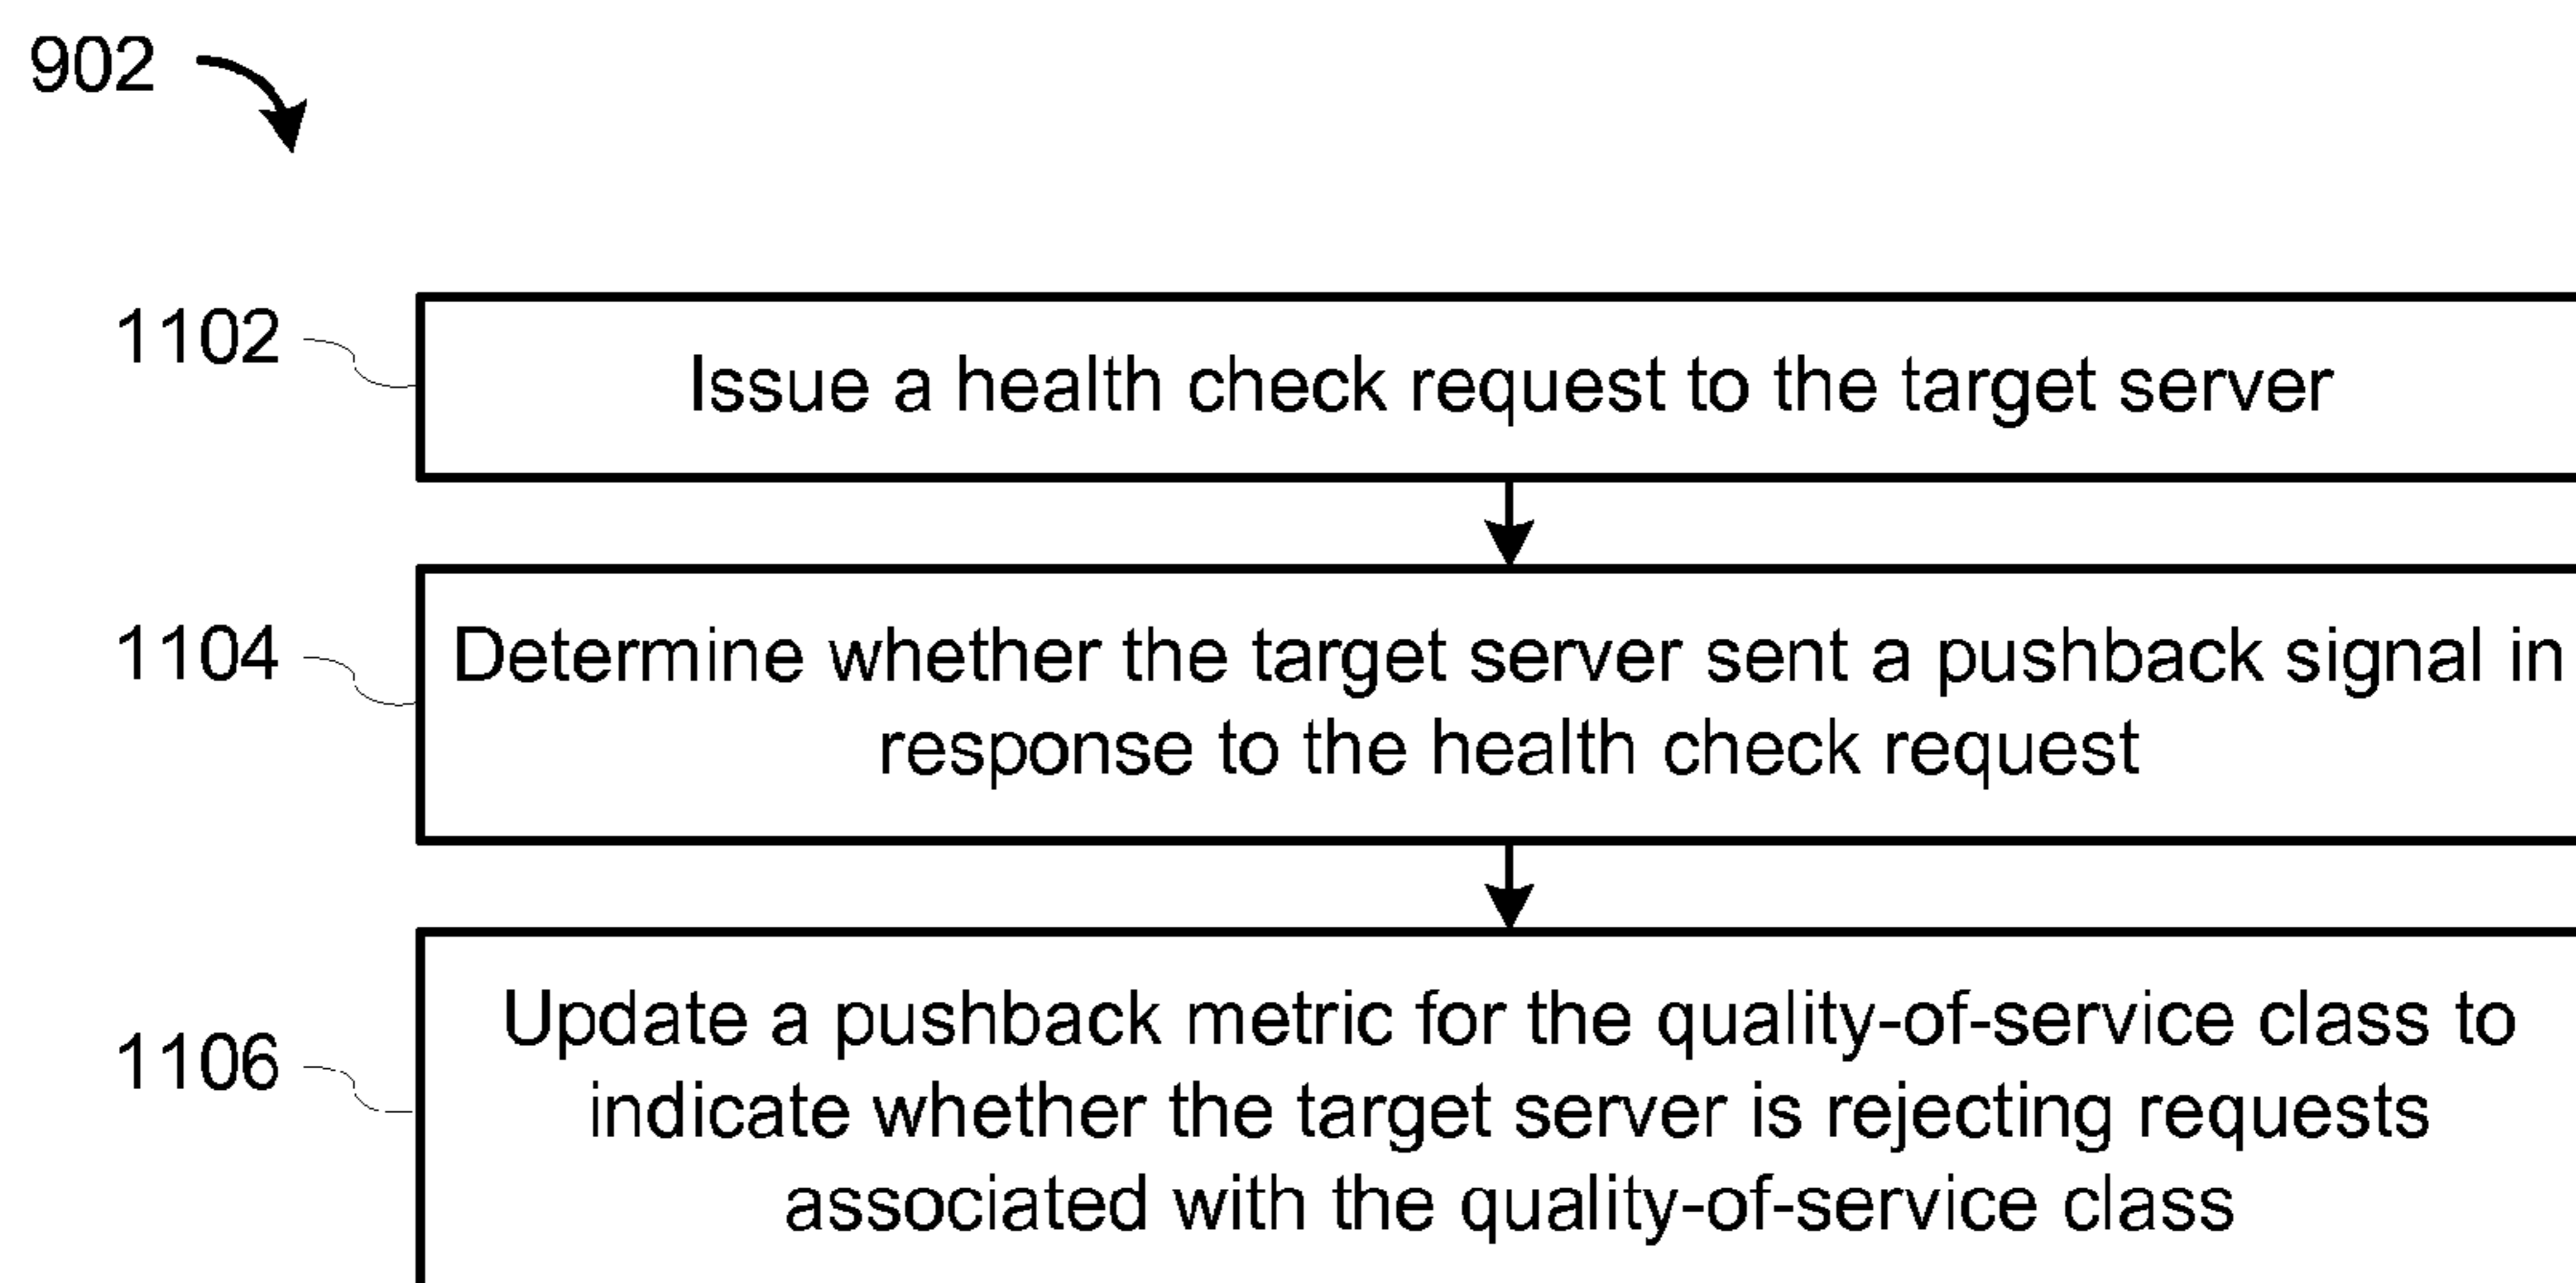 902
1102
Issue a health check request to the target server
1104
Determine whether the target server sent a pushback signal in
response to the health check request
1106
Update a pushback metric for the quality-of-service class to
indicate whether the target server is rejecting requests
associated with the quality-of-service class